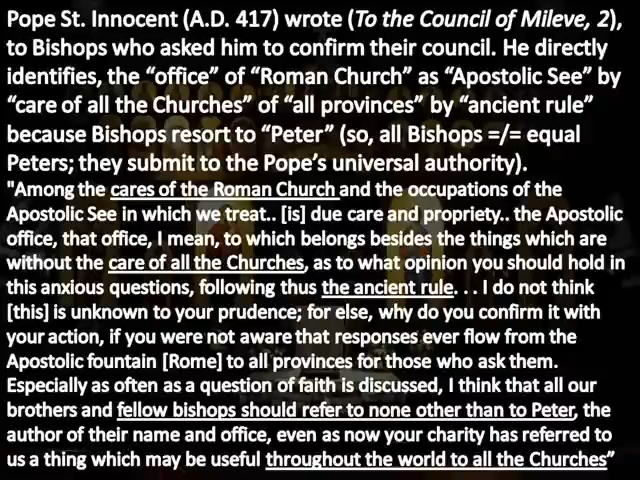 Pope St. Innocent (A.D. 417) wrote (To the Council of Mileve, 2),
to Bishops who asked him to confirm their council. He directly
identifies, the “office” of “Roman Church” as “Apostolic See” by
“care of all the Churches” of “all provinces” by “ancient rule”
because Bishops resort to “Peter” (so, all Bishops =/= equal
Peters; they submit to the Pope’s universal authority).
"Among the cares of the Roman Church and the occupations of the
Apostolic See in which we treat.. [is] due care and propriety.. the Apostolic
office, that office, I mean, to which belongs besides the things which are
without the care of all the Churches, as to what opinion you should hold in
this anxious questions, following thus the ancient rule. . . I do not think
[this] is unknown to your prudence; for else, why do you confirm it with
your action, if you were not aware that responses ever flow from the
Apostolic fountain [Rome] to all provinces for those who ask them.
Especially as often as a question of faith is discussed, I think that all our
brothers and fellow bishops should refer to none other than to Peter, the
author of their name and office, even as now your charity has referred to
us a thing which may be useful throughout the world to all the Churches”